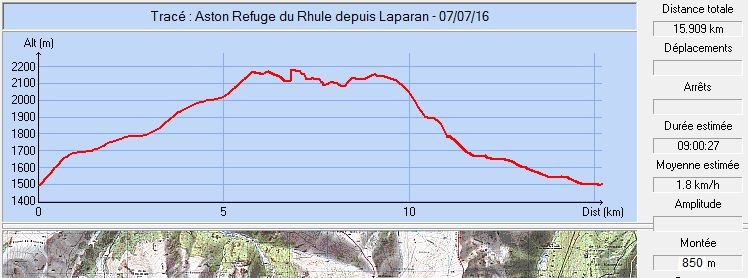 Tracé : Aston Refuge du Rhule depuis Laparan - 07/07/16
Alt (m)
2200
2100
2000
1900
1800
1700
1600
1500
1400
0
5
10
Dist (km)
Distance totale
15.909 km
Déplacements
Arrêts
Durée estimée
09:00:27
Moyenne estimée
1.8 km/h
Amplitude
Montée
850 m